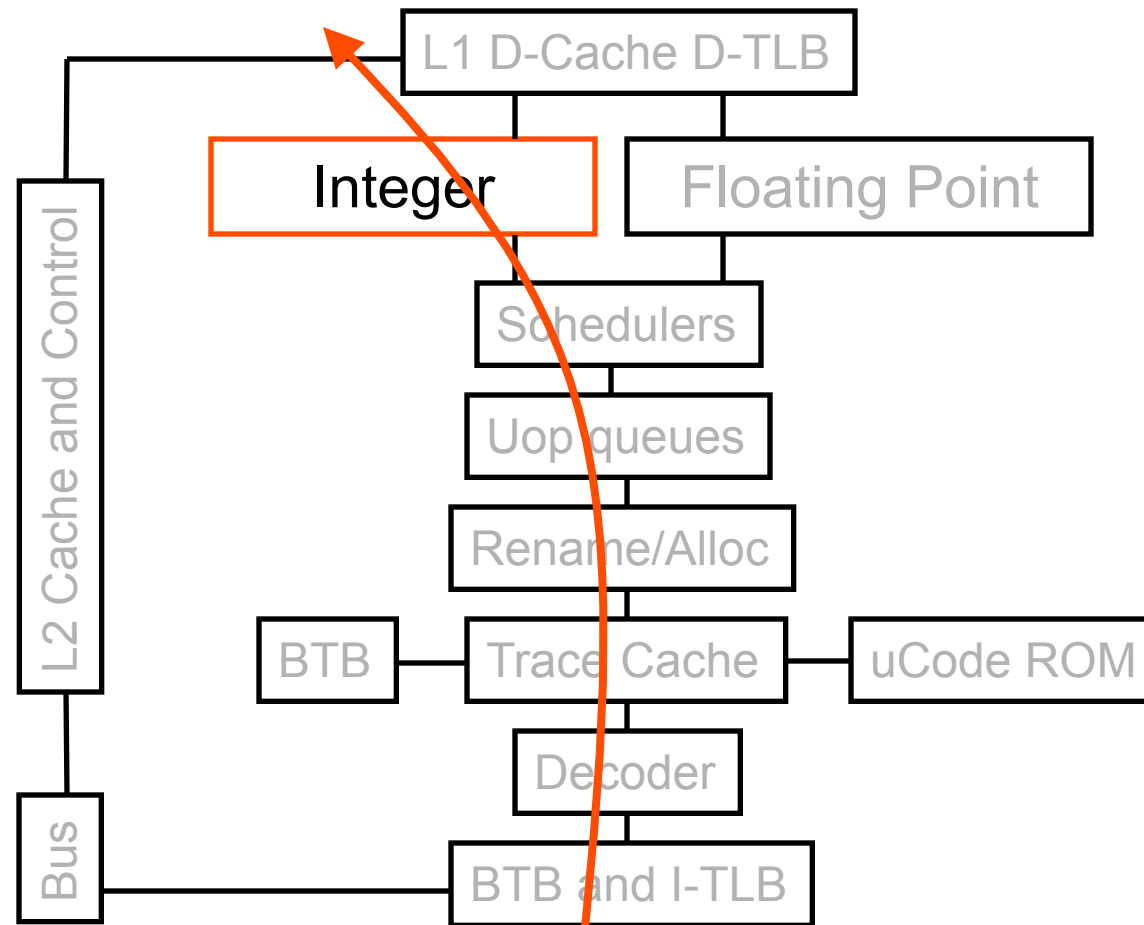 L1 D-Cache D-TLB
Integer
Floating Point
L2 Cache and Control
Schedulers
Uop queues
Rename/Alloc
BTB
Trace Cache
uCode ROM
Decoder
Bus
BTB and I-TLB